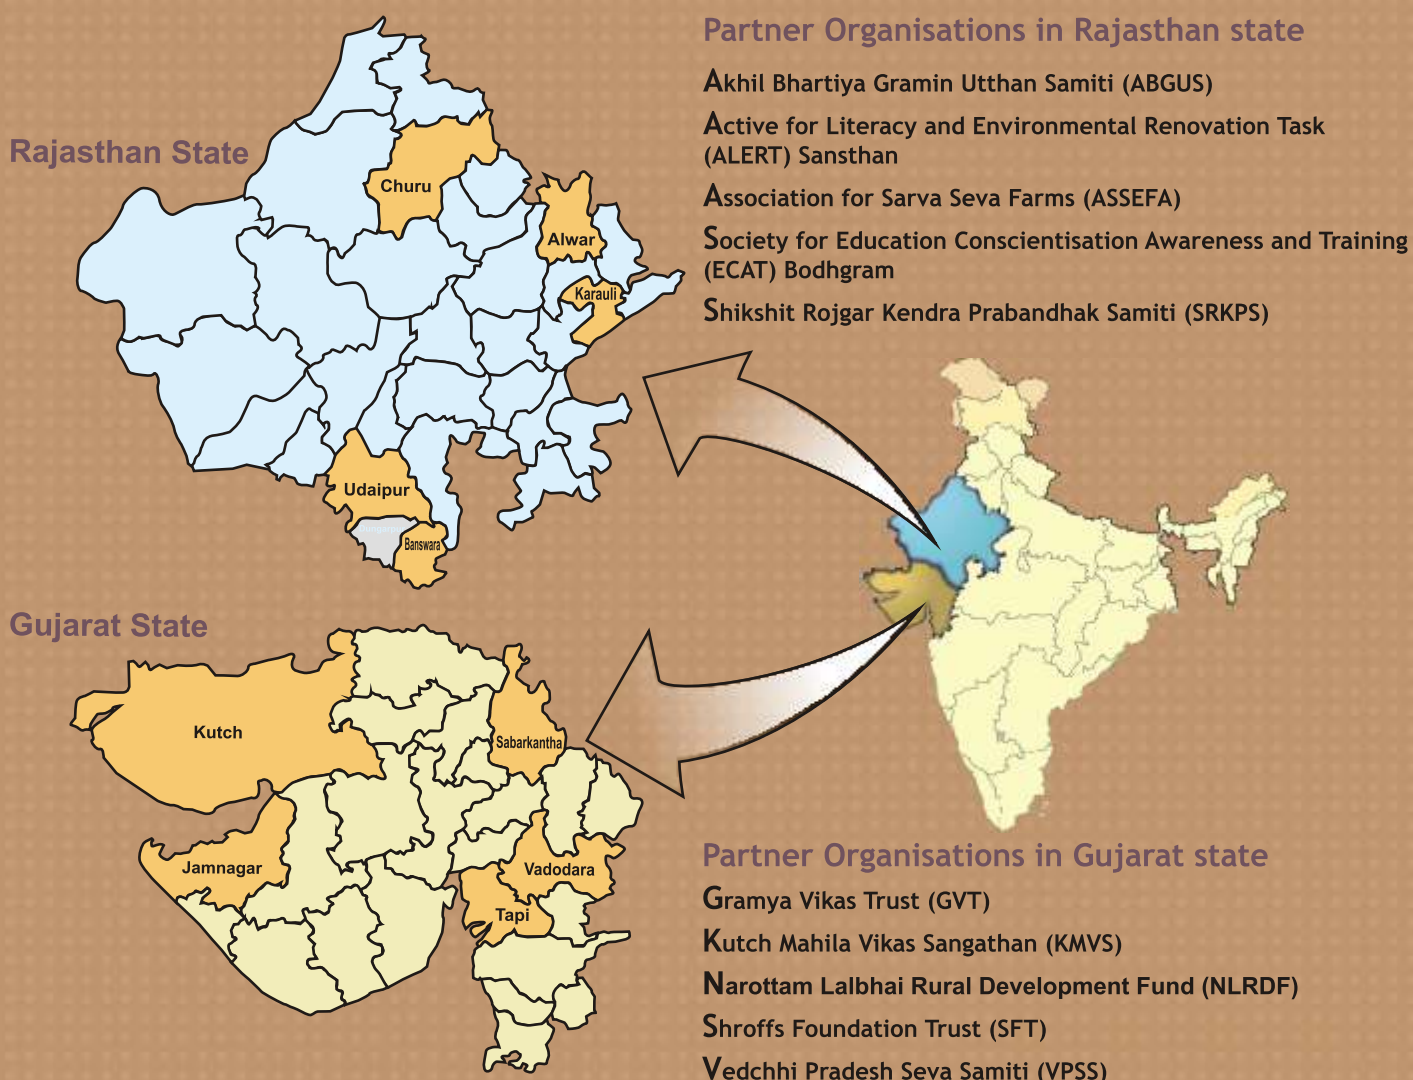 Partner Organisations in Rajasthan state
Akhil Bhartiya Gramin Utthan Samiti (ABGUS)
Active for Literacy and Environmental Renovation Task
(ALERT) Sansthan
Association for Sarva Seva Farms (ASSEFA)
Society for Education Conscientisation Awareness and Training
(ECAT) Bodhgram
Shikshit Rojgar Kendra Prabandhak Samiti (SRKPS)
Rajasthan State
Churu
Alwar
Karauli
Udaipur
Banswara
Gujarat State
Kutch
Sabarkantha
Jamnagar
Vadodara
Tapi
Partner Organisations in Gujarat state
Gramya Vikas Trust (GVT)
Kutch Mahila Vikas Sangathan (KMVS)
Narottam Lalbhai Rural Development Fund (NLRDF)
Shroffs Foundation Trust (SFT)
Vedchhi Pradesh Seva Samiti (VPSS)